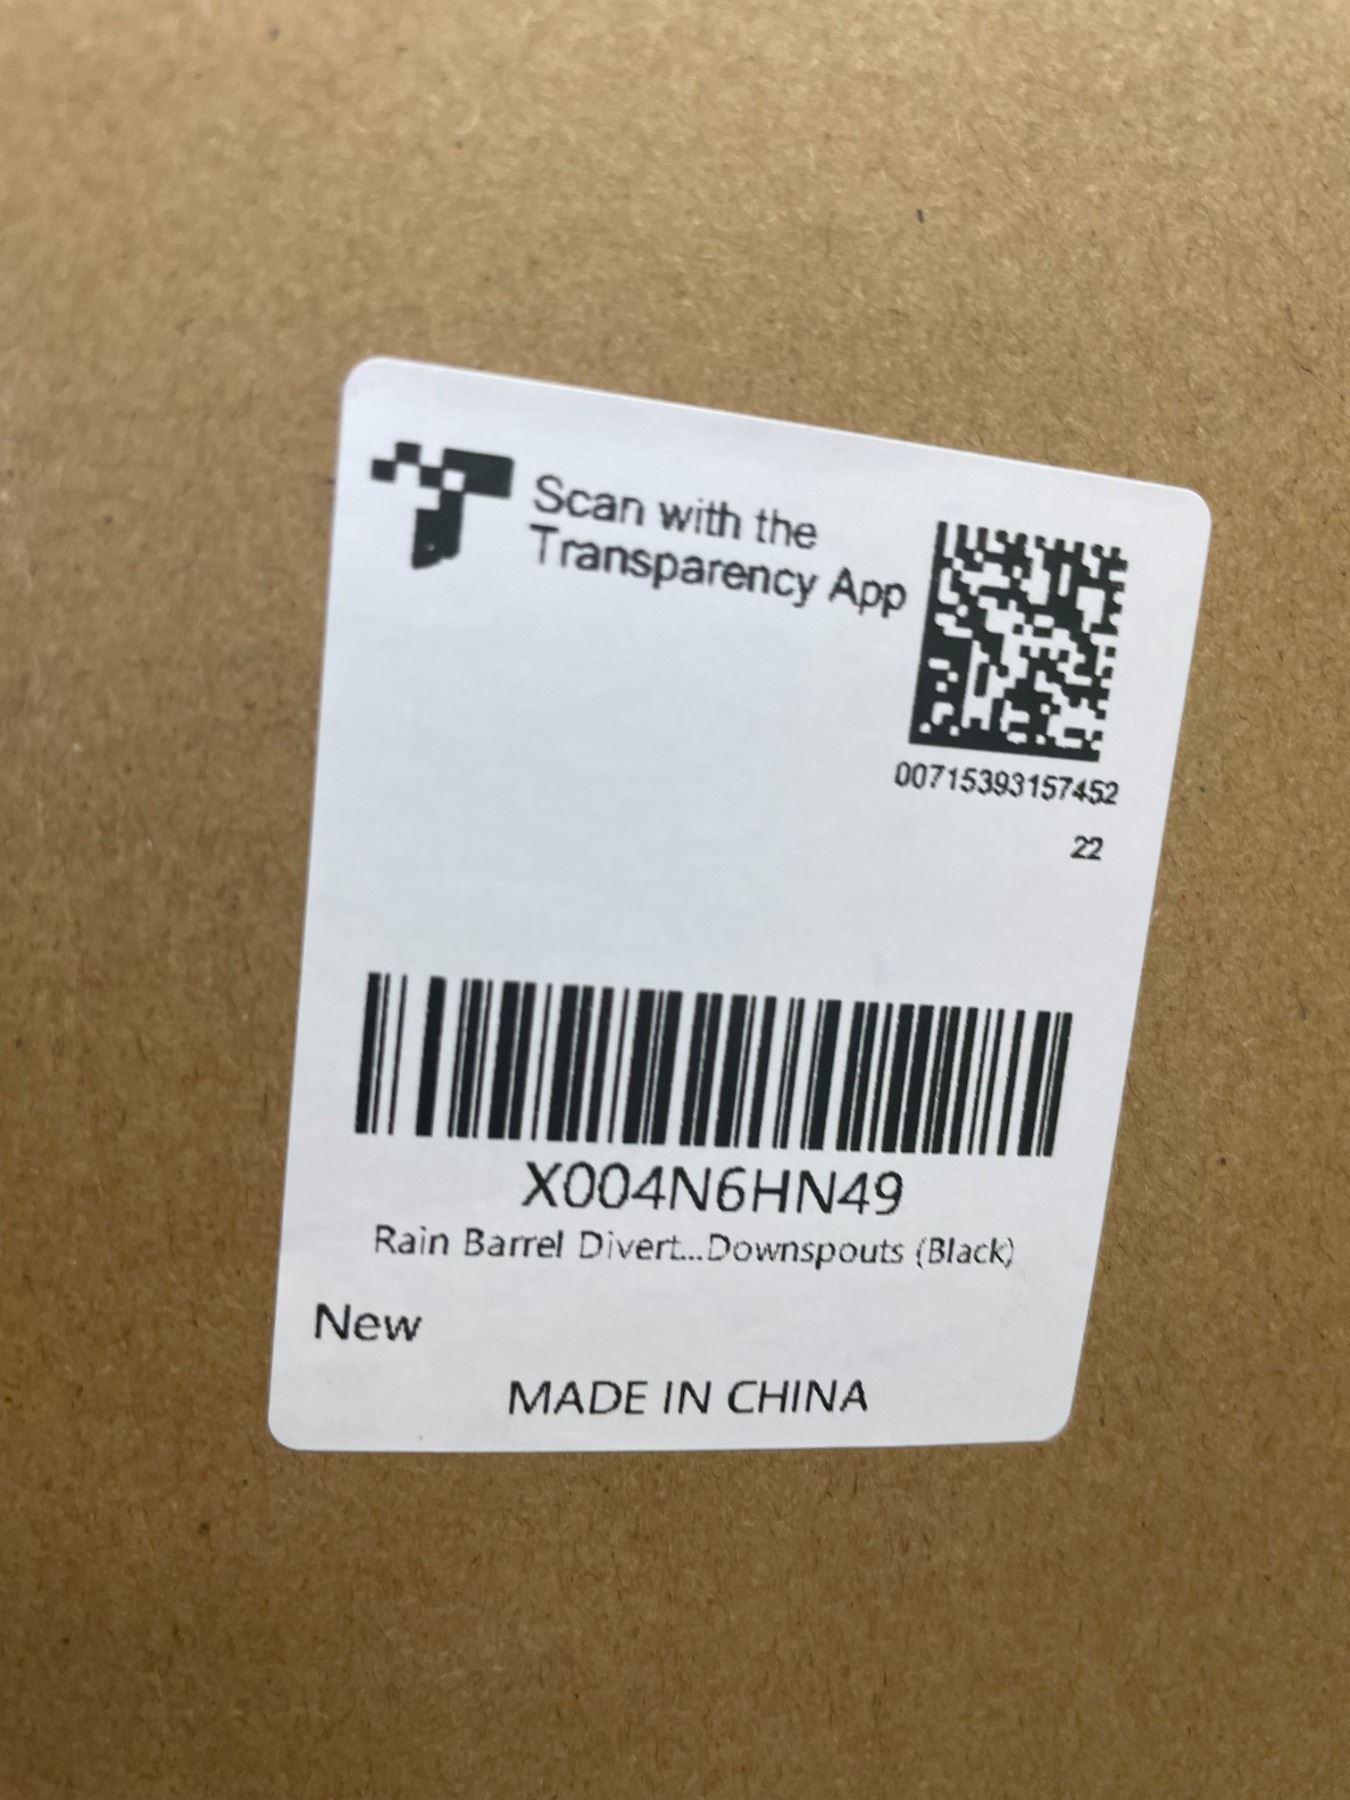 Scan with the
Transparency App
00715393157452
22
X004N6HN49
Rain Barrel Divert...Downspouts (Black)
New
MADE IN CHINA